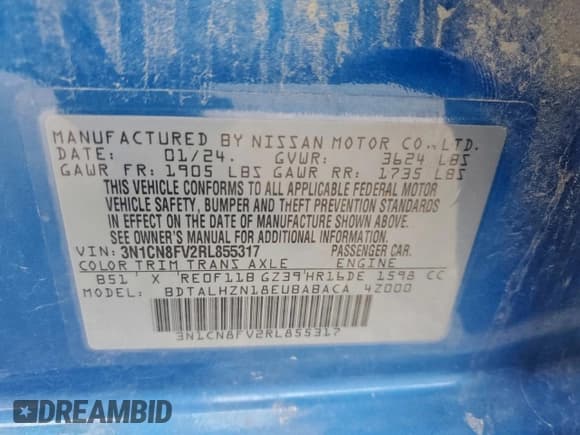 MANUFACTURED BY NISSAN MOTOR CO.,LTD.
DATE: 01/24. GVWR: 3624 LBS
GAWR FR: 1905 LBS GAWR RR: 1735 LBS
THIS VEHICLE CONFORMS TO ALL APPLICABLE FEDERAL MOTOR
VEHICLE SAFETY, BUMPER AND THEFT PREVENTION STANDARDS
IN EFFECT ON THE DATE OF MANUFACTURE SHOWN ABOVE.
SEE OWNER'S MANUAL FOR ADDITIONAL INFORMATION.
VIN: 3N1CN8FV2RL855317 PASSENGER CAR.
COLOR TRIM TRANS AXLE ENGINE
B51 X RE0F11B GZ39 HR16DE 1598 CC
MODEL: BDTALHZN18EUBABACA 4Z000
3N1CN8FV2RL855317
DREAMBID